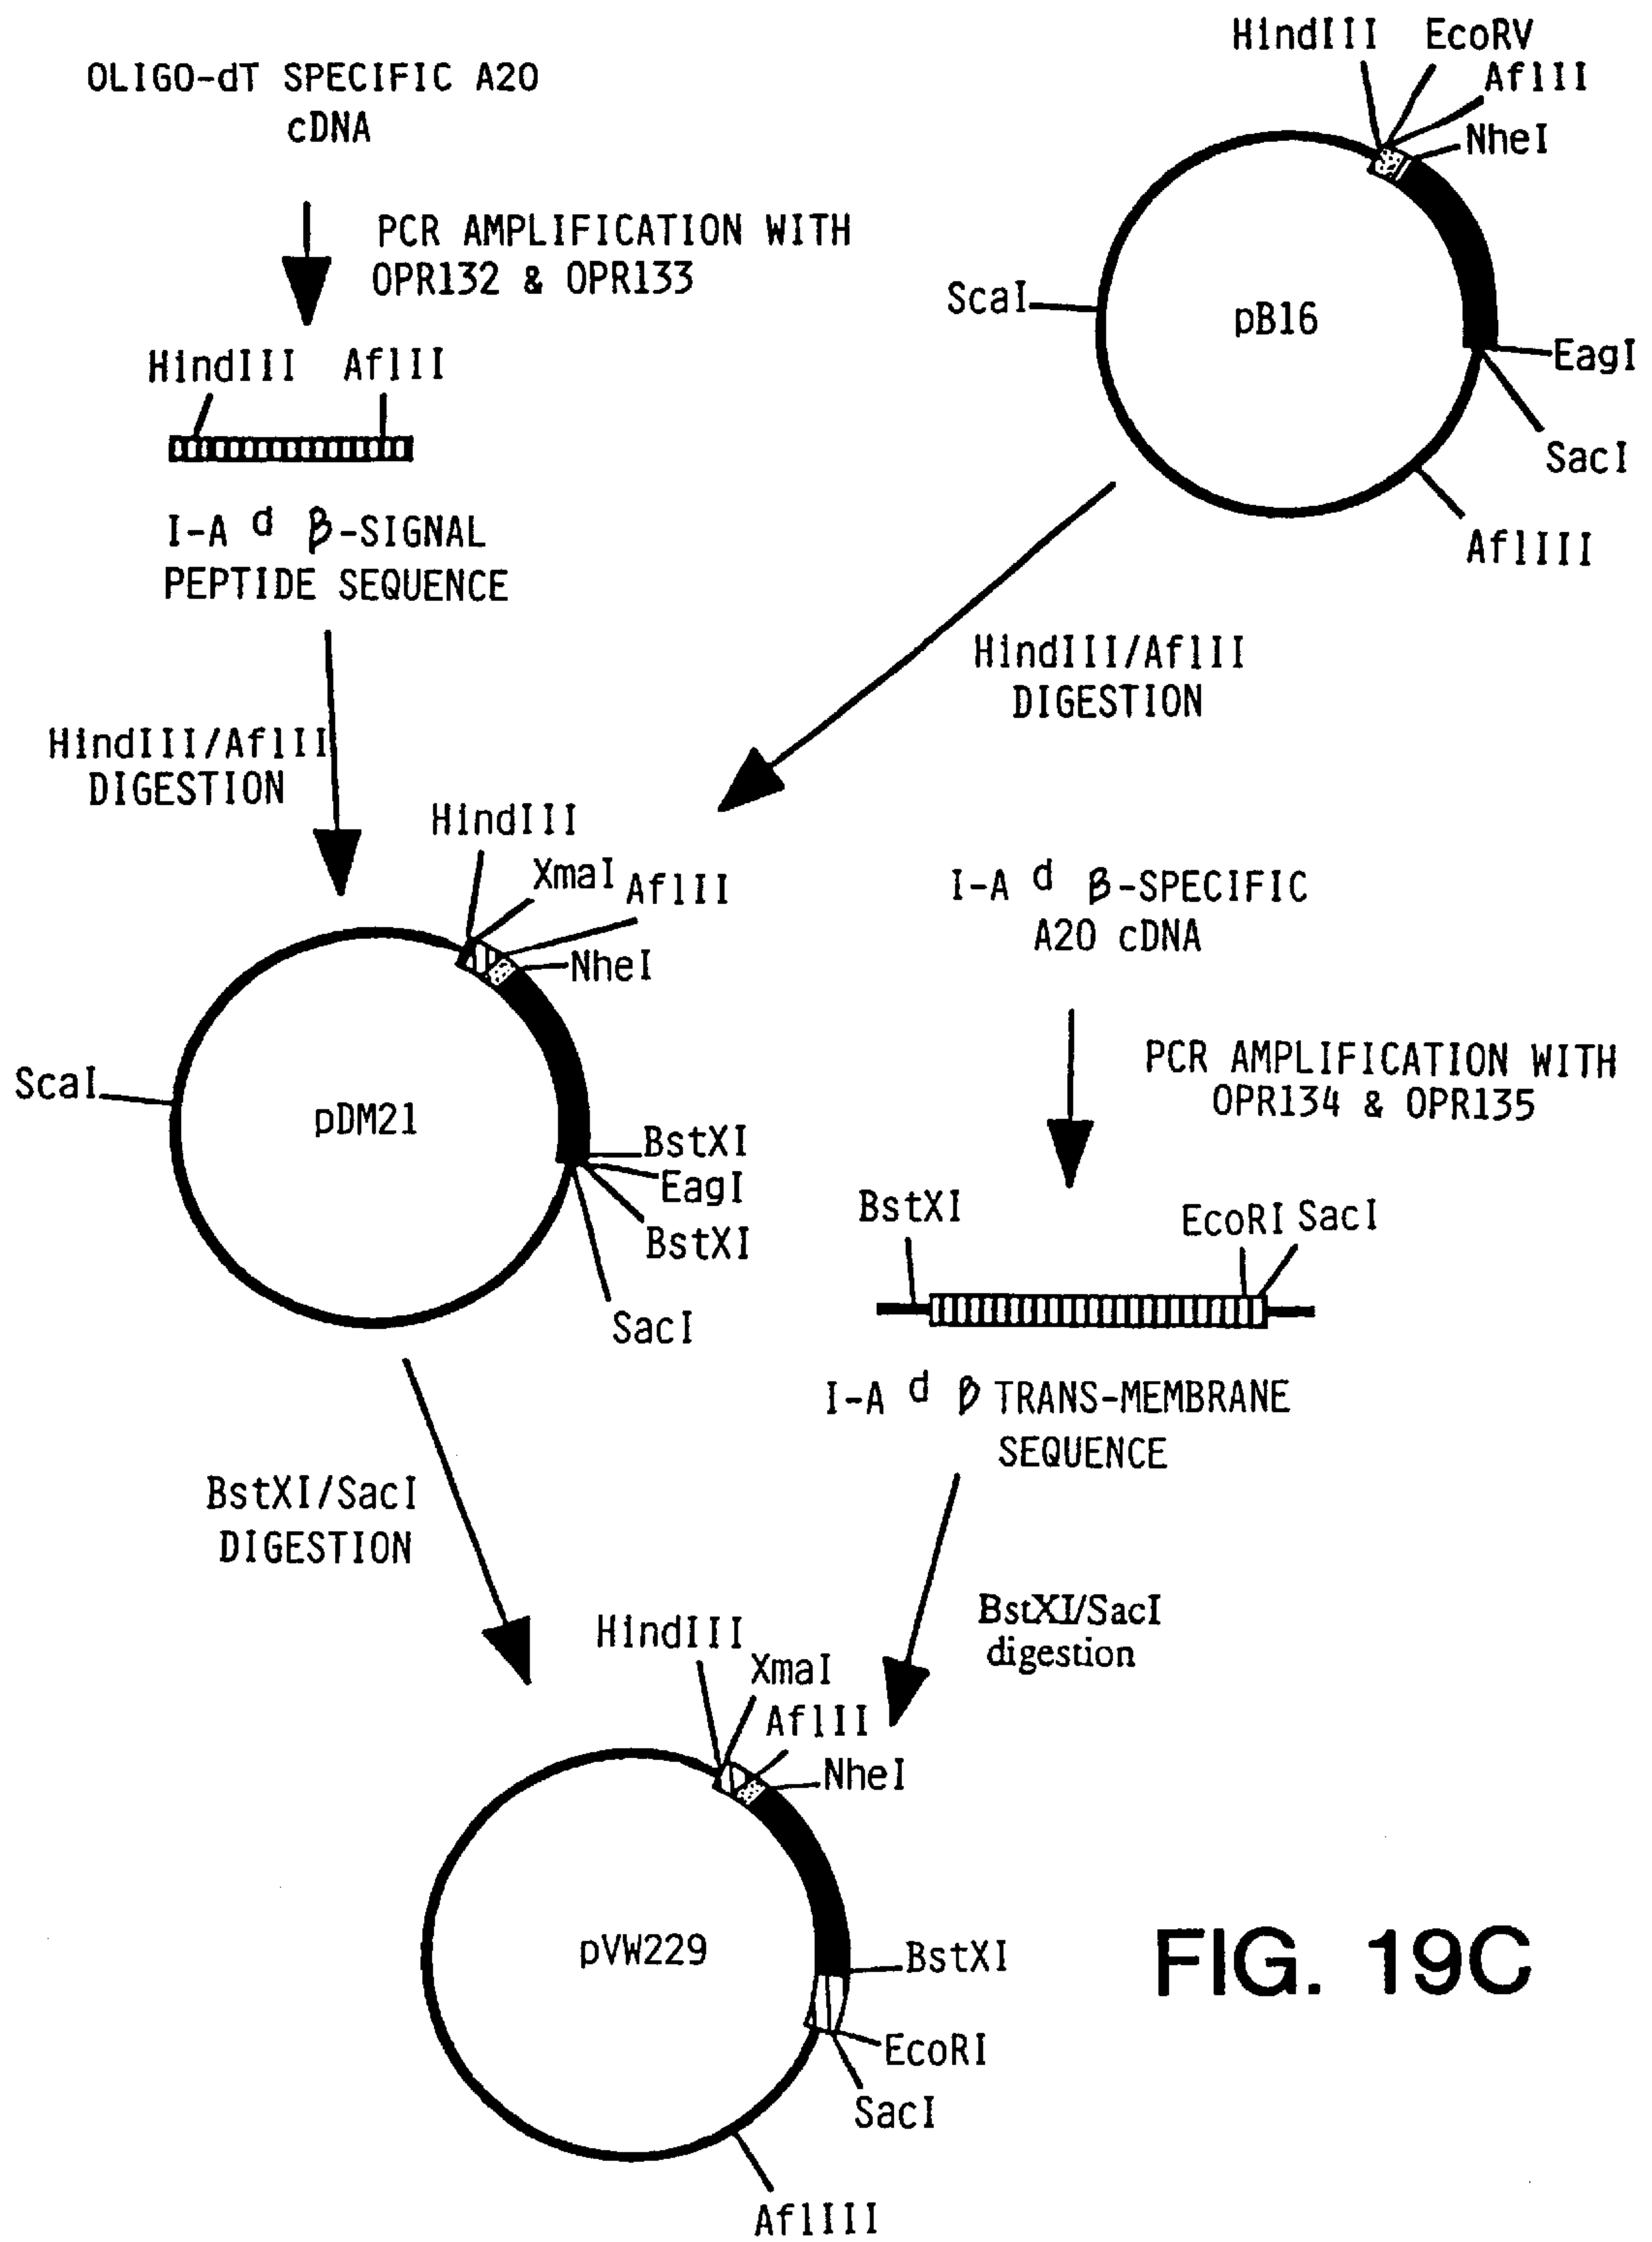 OLIGO-dT SPECIFIC A20
cDNA
PCR AMPLIFICATION WITH
OPR132 & OPR133
HindIII AflII
I-A d β-SIGNAL
PEPTIDE SEQUENCE
HindIII/AflII
DIGESTION
HindIII EcoRV
AflII
NheI
ScaI
pB16
EagI
SacI
AflIII
HindIII/AflII
DIGESTION
HindIII
XmaI AflII
NheI
ScaI
pDM21
BstXI
EagI
BstXI
SacI
I-A d β-SPECIFIC
A20 cDNA
PCR AMPLIFICATION WITH
OPR134 & OPR135
BstXI
EcoRI SacI
I-A d β TRANS-MEMBRANE
SEQUENCE
BstXI/SacI
DIGESTION
BstXI/SacI
digestion
HindIII
XmaI
AflII
NheI
pVW229
BstXI
EcoRI
SacI
AflIII
FIG. 19C